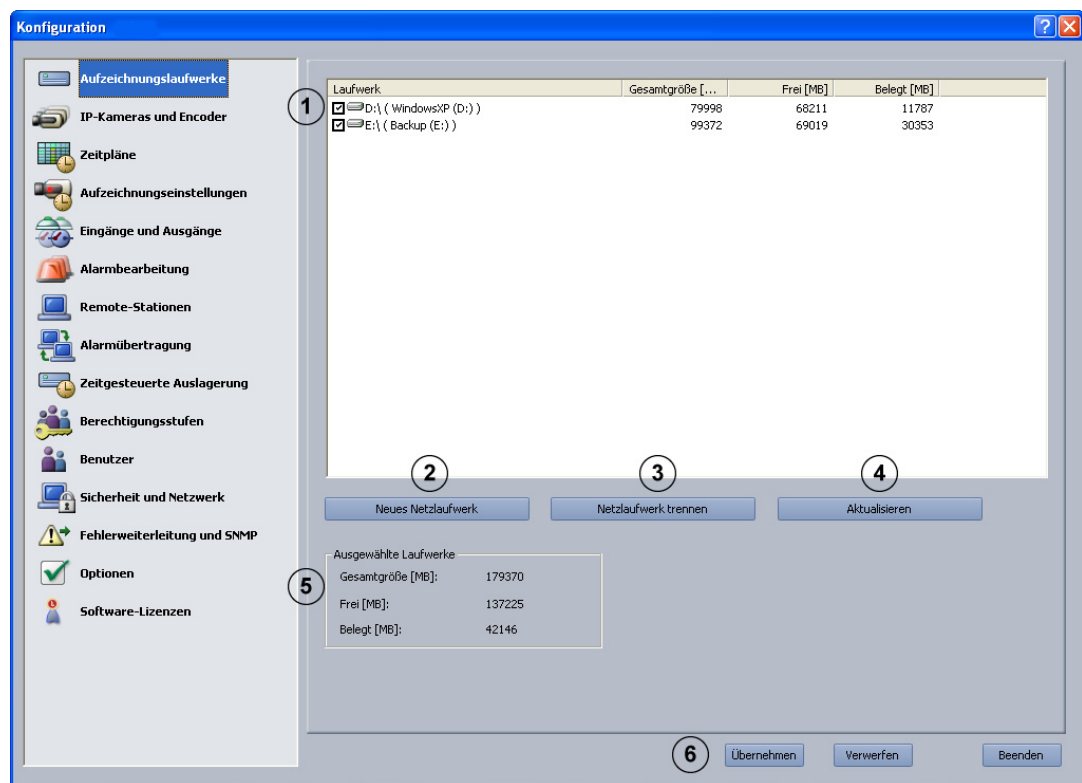 Konfiguration
Aufzeichnungslaufwerke
IP-Kameras und Encoder
Zeitpläne
Aufzeichnungseinstellungen
Eingänge und Ausgänge
Alarmbearbeitung
Remote-Stationen
Alarmübertragung
Zeitgesteuerte Auslagerung
Berechtigungsstufen
Benutzer
Sicherheit und Netzwerk
Fehlerweiterleitung und SNMP
Optionen
Software-Lizenzen
Laufwerk Gesamtgröße [... Frei [MB] Belegt [MB]
1 D:\ ( WindowsXP (D:) ) 79998 68211 11787
E:\ ( Backup (E:) ) 99372 69019 30353
2 3 4
Neues Netzlaufwerk Netzlaufwerk trennen Aktualisieren
Ausgewählte Laufwerke
5 Gesamtgröße [MB]: 179370
Frei [MB]: 137225
Belegt [MB]: 42146
6 Übernehmen Verwerfen Beenden